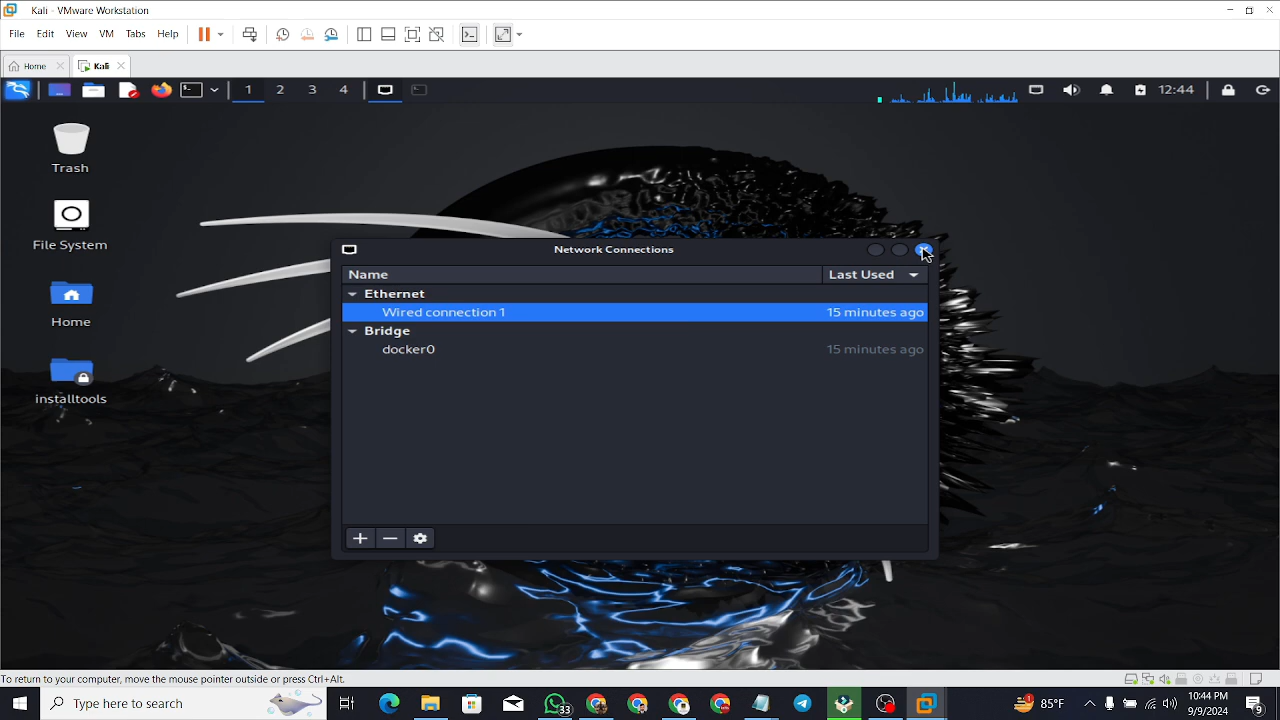 Kali - VMware Workstation
File Edit View VM Tabs Help
Home Kali
1 2 3 4 12:44
Trash
File System
Home
installtools
Network Connections
Name Last Used
Ethernet
Wired connection 1 15 minutes ago
Bridge
docker0 15 minutes ago
To return to your computer, move the mouse pointer outside or press Ctrl+Alt.
Type here to search
33
1
85°F
10:44 PM
9/9/2024
8